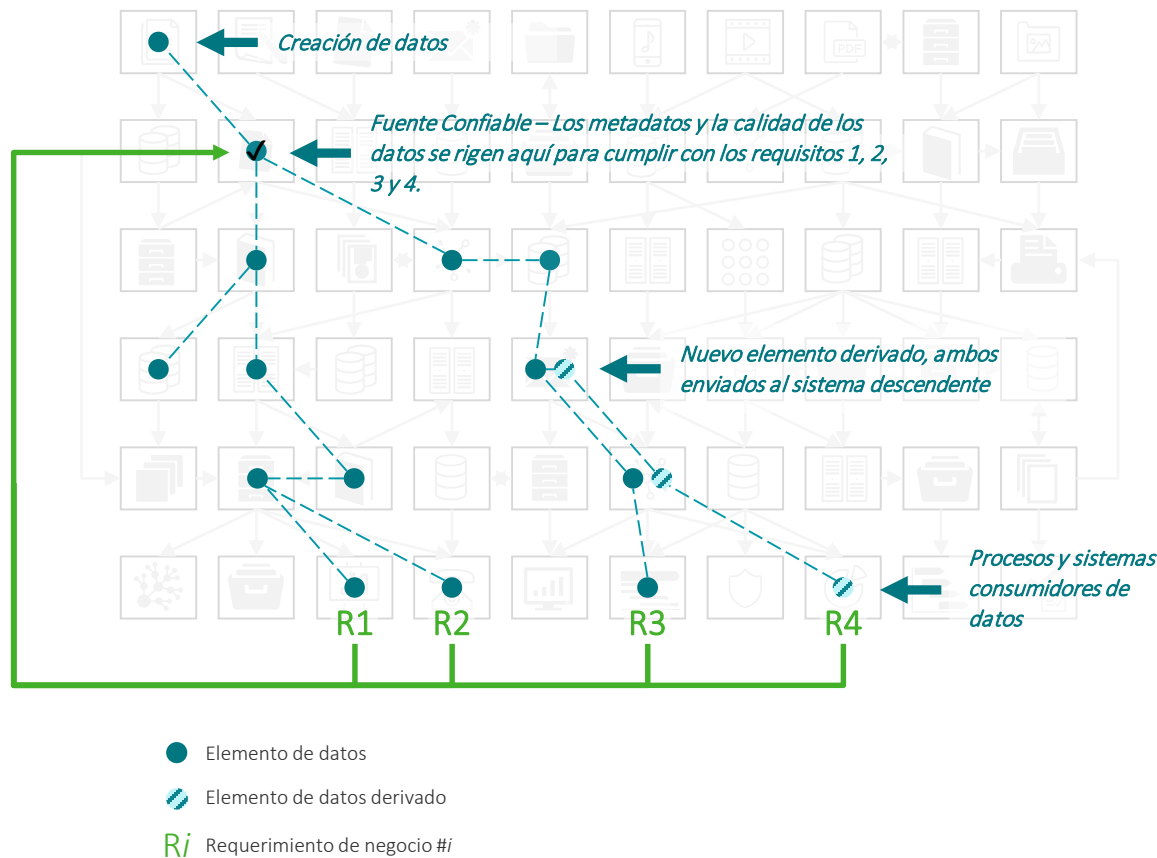 Creación de datos
Fuente Confiable – Los metadatos y la calidad de los
datos se rigen aquí para cumplir con los requisitos 1, 2,
3 y 4.
PDF
Nuevo elemento derivado, ambos
enviados al sistema descendente
Procesos y sistemas
consumidores de
datos
R1
R2
R3
R4
Elemento de datos
Elemento de datos derivado
Ri Requerimiento de negocio #i